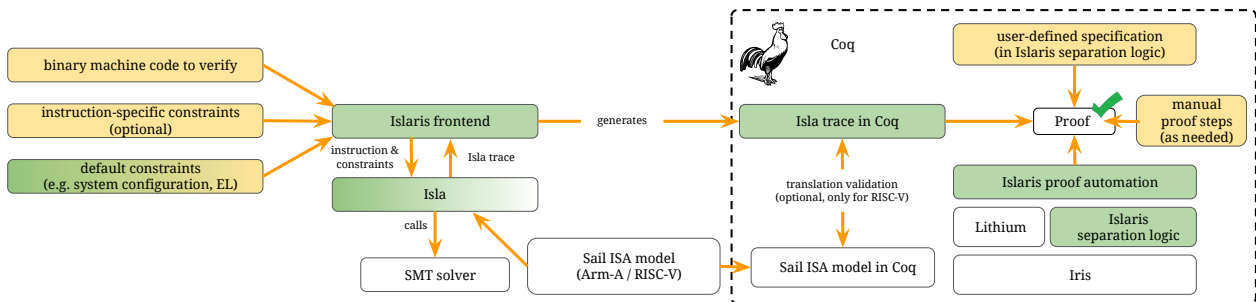 binary machine code to verify
instruction-specific constraints
(optional)
default constraints
(e.g. system configuration, EL)
Islaris frontend
instruction &
constraints
Isla trace
Isla
calls
SMT solver
generates
Sail ISA model
(Arm-A / RISC-V)
Coq
Isla trace in Coq
translation validation
(optional, only for RISC-V)
Sail ISA model in Coq
user-defined specification
(in Islaris separation logic)
Proof
manual
proof steps
(as needed)
Islaris proof automation
Lithium
Islaris
separation logic
Iris